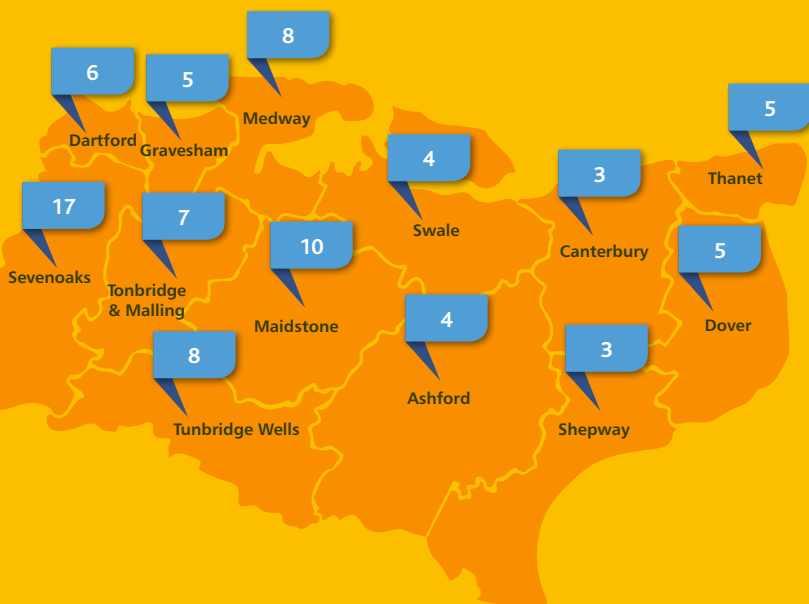 8
Medway
6
Dartford
5
Gravesham
5
Thanet
4
Swale
3
Canterbury
17
Sevenoaks
7
Tonbridge
& Malling
10
Maidstone
5
Dover
4
Ashford
8
Tunbridge Wells
3
Shepway